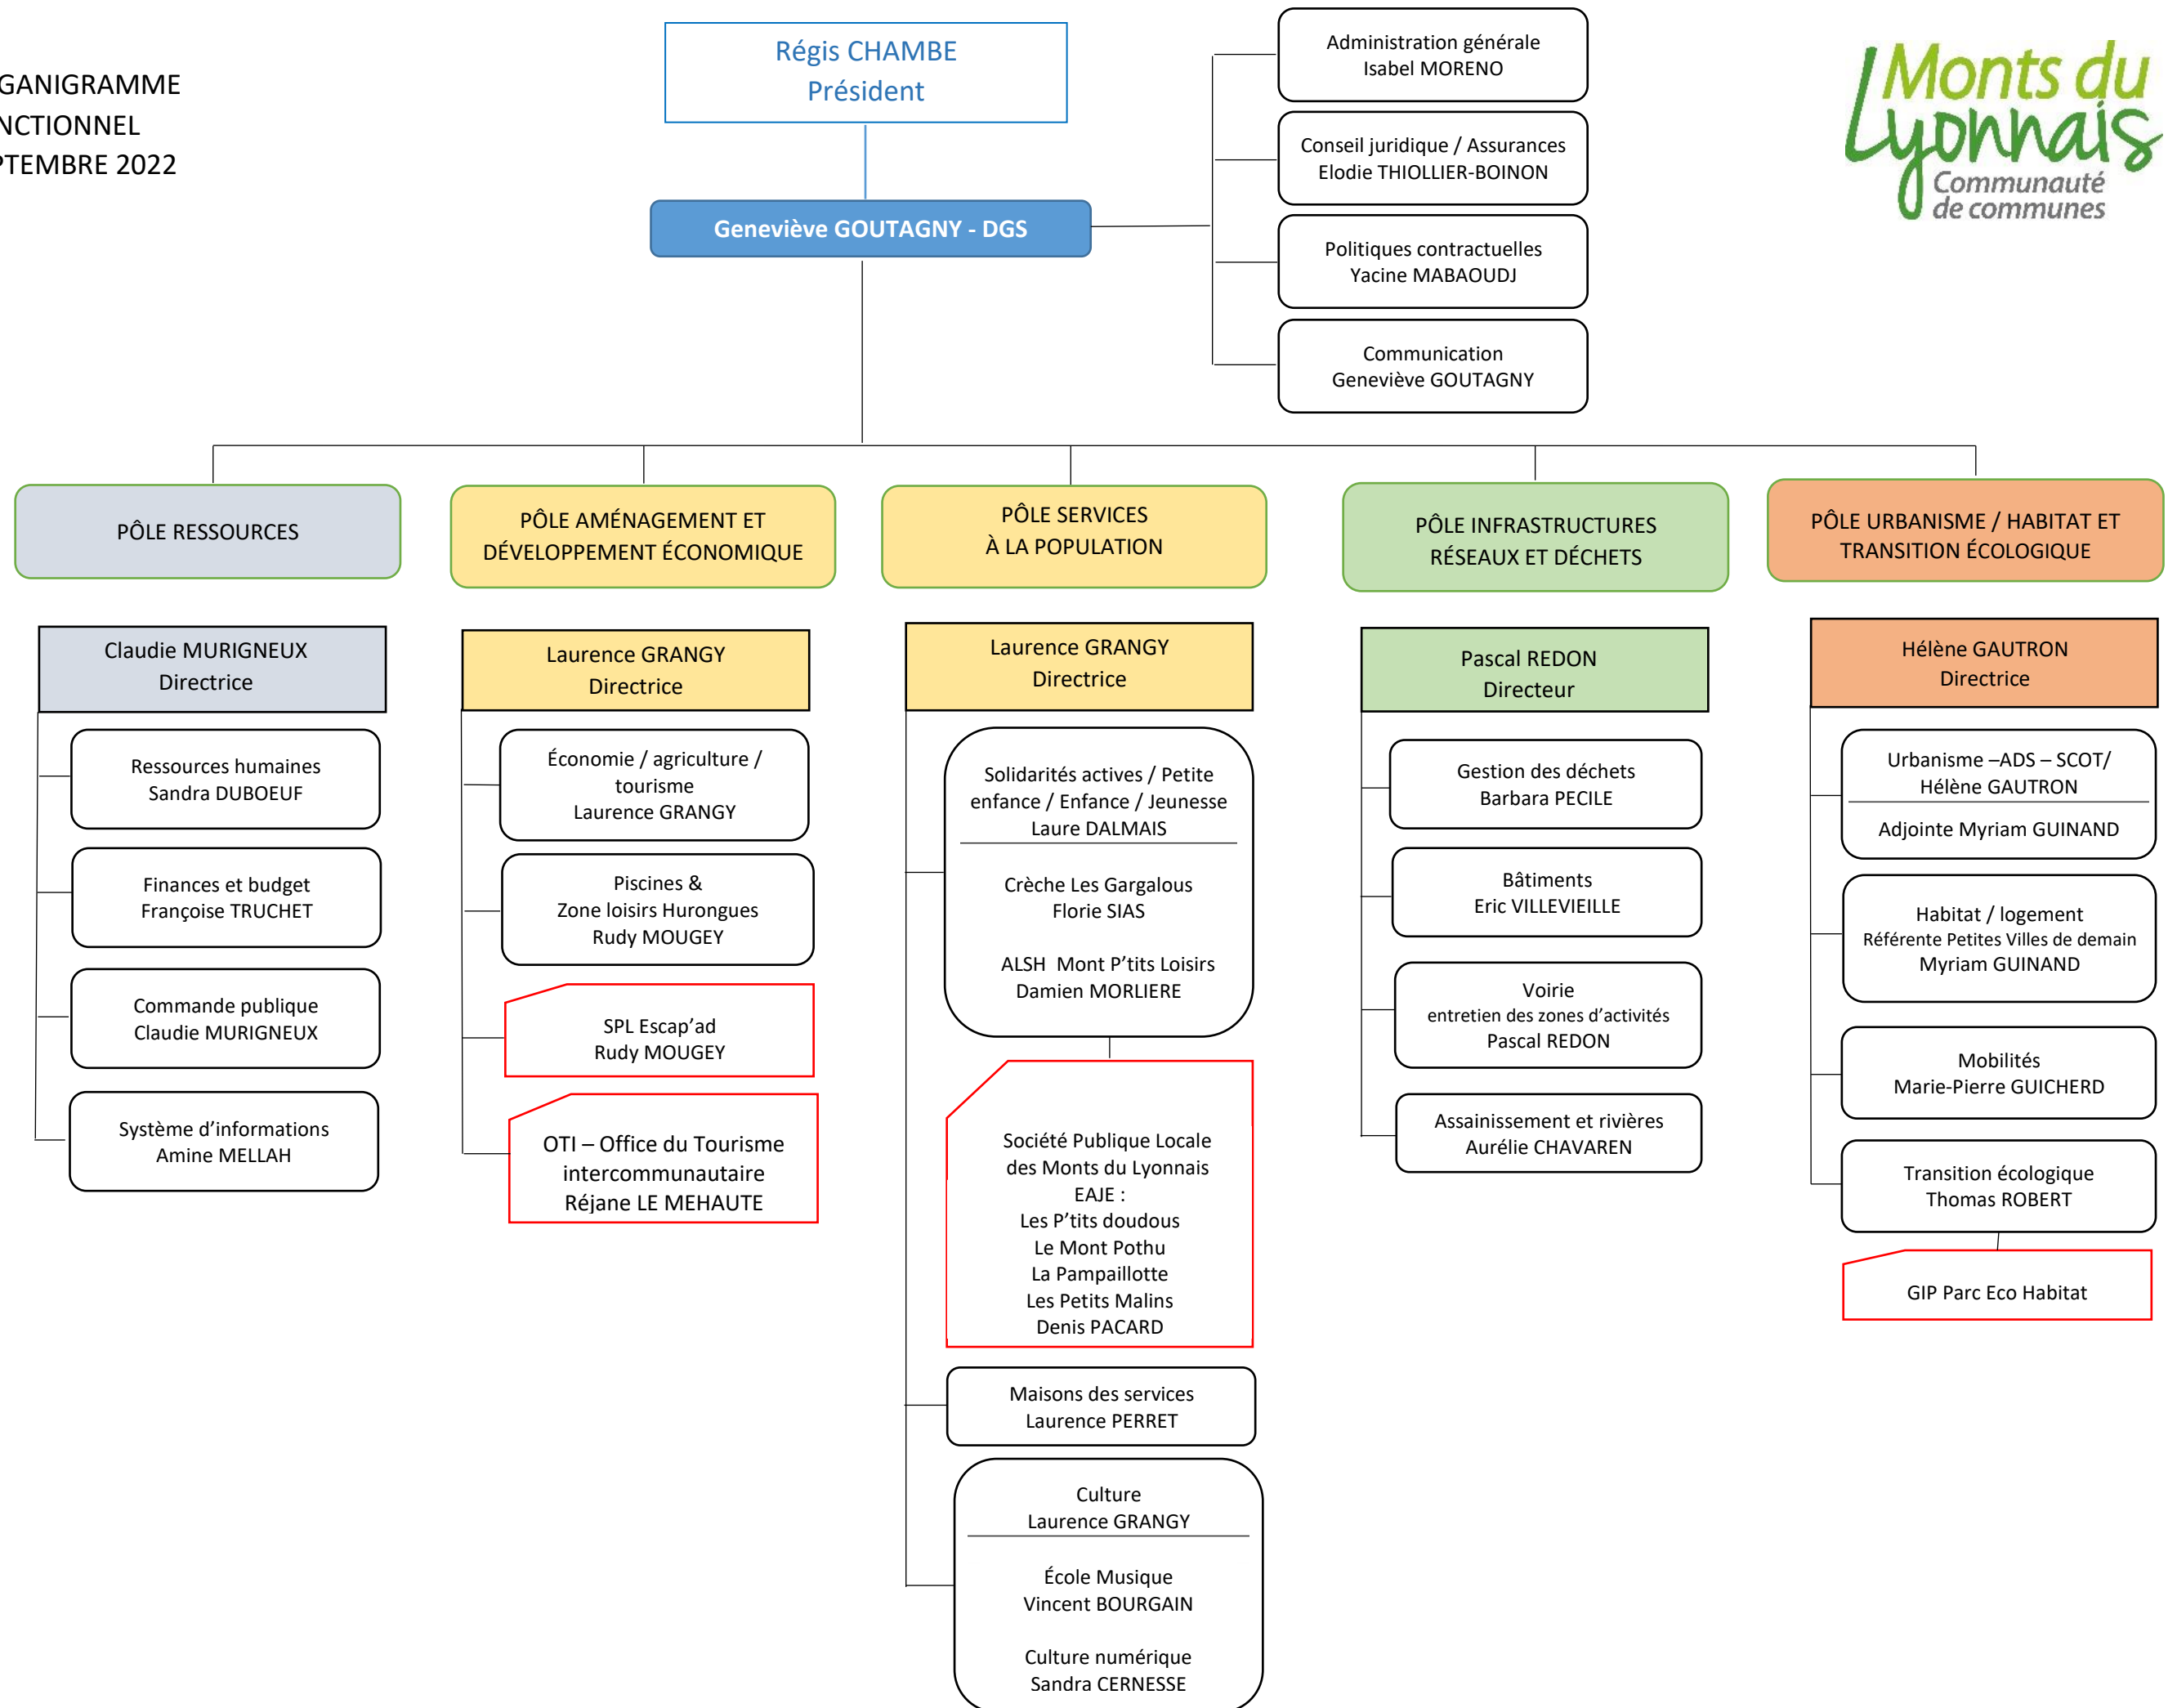 GANIGRAMME
NCTIONNEL
PTEMBRE 2022
Régis CHAMBE
Président
Geneviève GOUTAGNY - DGS
Administration générale
Isabel MORENO
Conseil juridique / Assurances
Elodie THIOLLIER-BOINON
Politiques contractuelles
Yacine MABAOUDJ
Communication
Geneviève GOUTAGNY
Monts du
Lyonnais
Communauté
de communes
PÔLE RESSOURCES
Claudie MURIGNEUX
Directrice
Ressources humaines
Sandra DUBOEUF
Finances et budget
Françoise TRUCHET
Commande publique
Claudie MURIGNEUX
Système d’informations
Amine MELLAH
PÔLE AMÉNAGEMENT ET
DÉVELOPPEMENT ÉCONOMIQUE
Laurence GRANGY
Directrice
Économie / agriculture /
tourisme
Laurence GRANGY
Piscines &
Zone loisirs Hurongues
Rudy MOUGEY
SPL Escap’ad
Rudy MOUGEY
OTI – Office du Tourisme
intercommunautaire
Réjane LE MEHAUTE
PÔLE SERVICES
À LA POPULATION
Laurence GRANGY
Directrice
Solidarités actives / Petite
enfance / Enfance / Jeunesse
Laure DALMAIS
Crèche Les Gargalous
Florie SIAS
ALSH  Mont P’tits Loisirs
Damien MORLIERE
Société Publique Locale
des Monts du Lyonnais
EAJE :
Les P’tits doudous
Le Mont Pothu
La Pampaillotte
Les Petits Malins
Denis PACARD
Maisons des services
Laurence PERRET
Culture
Laurence GRANGY
École Musique
Vincent BOURGAIN
Culture numérique
Sandra CERNESSE
PÔLE INFRASTRUCTURES
RÉSEAUX ET DÉCHETS
Pascal REDON
Directeur
Gestion des déchets
Barbara PECILE
Bâtiments
Eric VILLEVIEILLE
Voirie
entretien des zones d’activités
Pascal REDON
Assainissement et rivières
Aurélie CHAVAREN
PÔLE URBANISME / HABITAT ET
TRANSITION ÉCOLOGIQUE
Hélène GAUTRON
Directrice
Urbanisme –ADS – SCOT/
Hélène GAUTRON
Adjointe Myriam GUINAND
Habitat / logement
Référente Petites Villes de demain
Myriam GUINAND
Mobilités
Marie-Pierre GUICHERD
Transition écologique
Thomas ROBERT
GIP Parc Eco Habitat